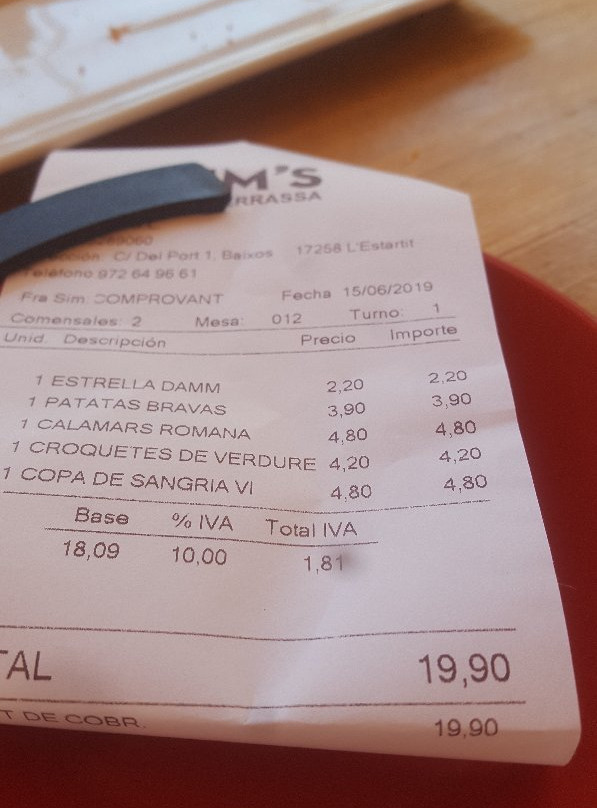 M'S
RRASSA
C/ Del Port 1, Baixos 17258 L'Estartit
Teléfono 972 64 96 61
Fra Sim: COMPROVANT Fecha 15/06/2019
Comensales: 2 Mesa: 012 Turno: 1
Unid. Descripción Precio Importe
1 ESTRELLA DAMM 2,20 2,20
1 PATATAS BRAVAS 3,90 3,90
1 CALAMARS ROMANA 4,80 4,80
1 CROQUETES DE VERDURE 4,20 4,20
1 COPA DE SANGRIA VI 4,80 4,80
Base % IVA Total IVA
18,09 10,00 1,81
TAL 19,90
T DE COBR. 19,90